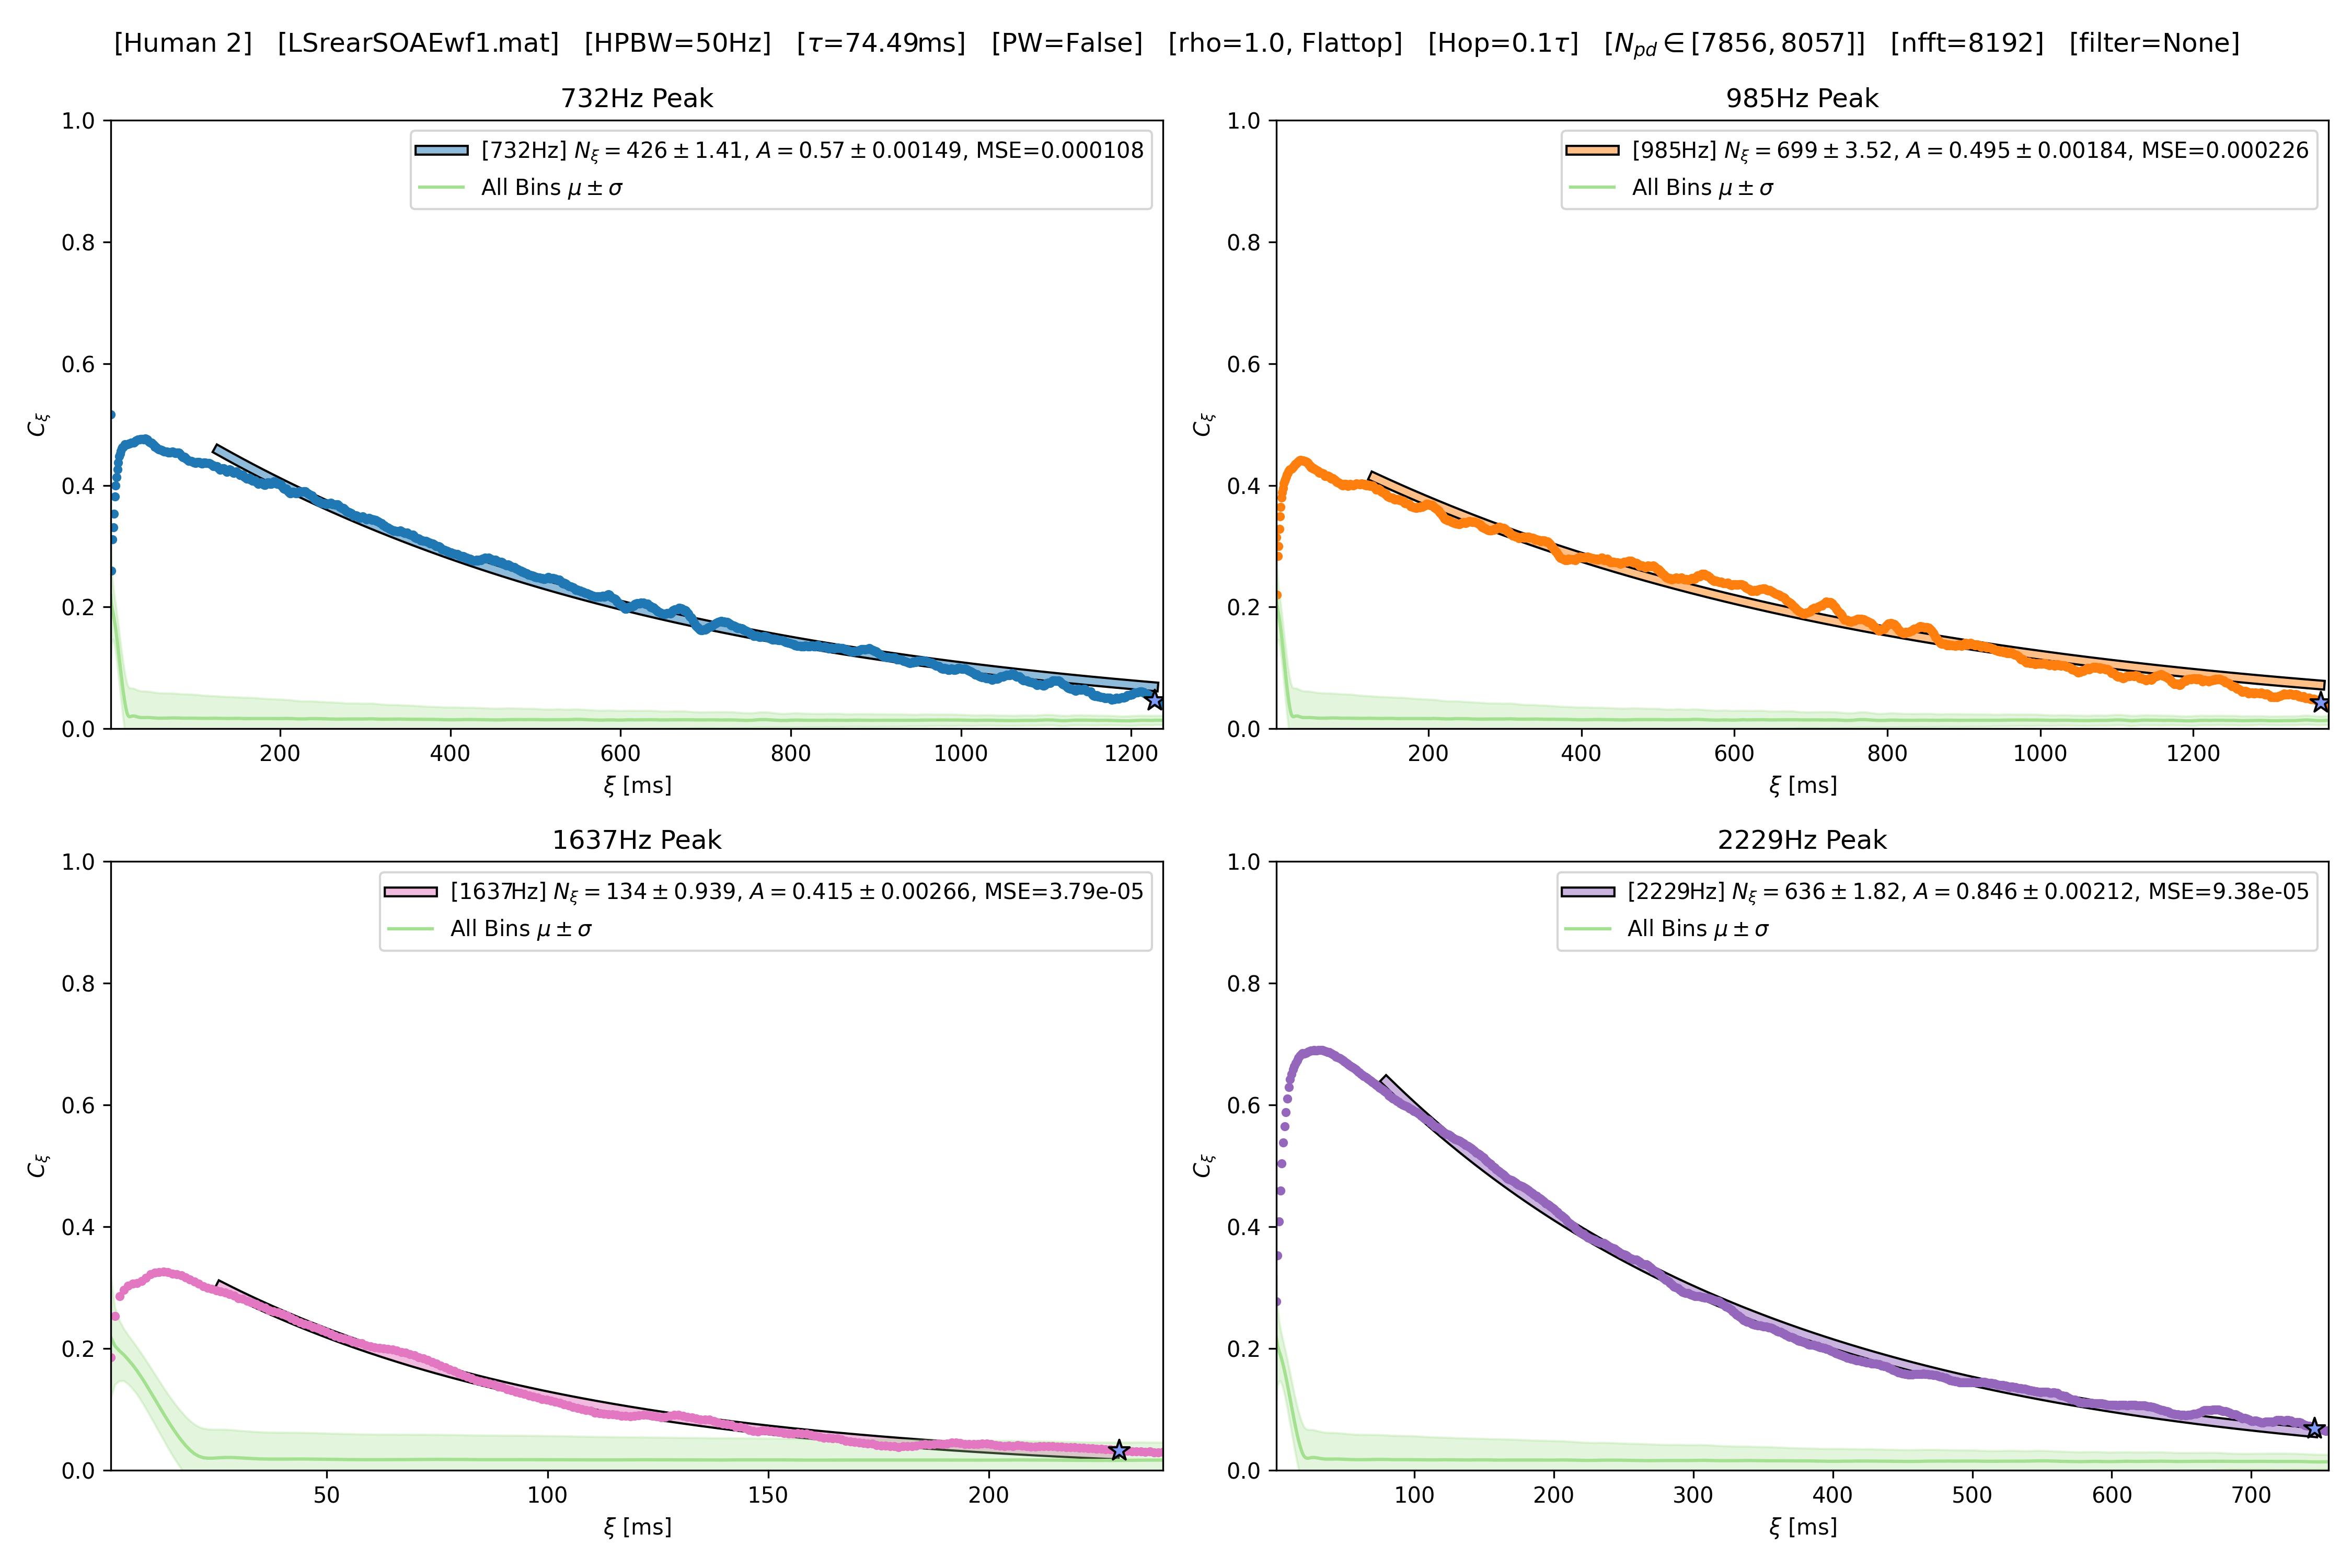 [Human 2] [LSrearSOAEwf1.mat] [HPBW=50Hz] [τ=74.49ms] [PW=False] [rho=1.0, Flattop] [Hop=0.1τ] [N_pd ∈ [7856, 8057]] [nfft=8192] [filter=None]
732Hz Peak
[732Hz] N_ξ = 426 ± 1.41, A = 0.57 ± 0.00149, MSE=0.000108
All Bins μ ± σ
1.0
0.8
0.6
0.4
0.2
0.0
C_ξ
200 400 600 800 1000 1200
ξ [ms]
985Hz Peak
[985Hz] N_ξ = 699 ± 3.52, A = 0.495 ± 0.00184, MSE=0.000226
All Bins μ ± σ
1.0
0.8
0.6
0.4
0.2
0.0
C_ξ
200 400 600 800 1000 1200
ξ [ms]
1637Hz Peak
[1637Hz] N_ξ = 134 ± 0.939, A = 0.415 ± 0.00266, MSE=3.79e-05
All Bins μ ± σ
1.0
0.8
0.6
0.4
0.2
0.0
C_ξ
50 100 150 200
ξ [ms]
2229Hz Peak
[2229Hz] N_ξ = 636 ± 1.82, A = 0.846 ± 0.00212, MSE=9.38e-05
All Bins μ ± σ
1.0
0.8
0.6
0.4
0.2
0.0
C_ξ
100 200 300 400 500 600 700
ξ [ms]